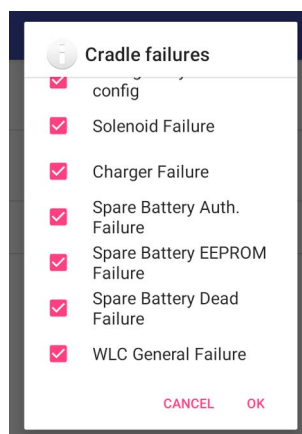 Cradle failures
config
Solenoid Failure
Charger Failure
Spare Battery Auth.
Failure
Spare Battery EEPROM
Failure
Spare Battery Dead
Failure
WLC General Failure
CANCEL OK